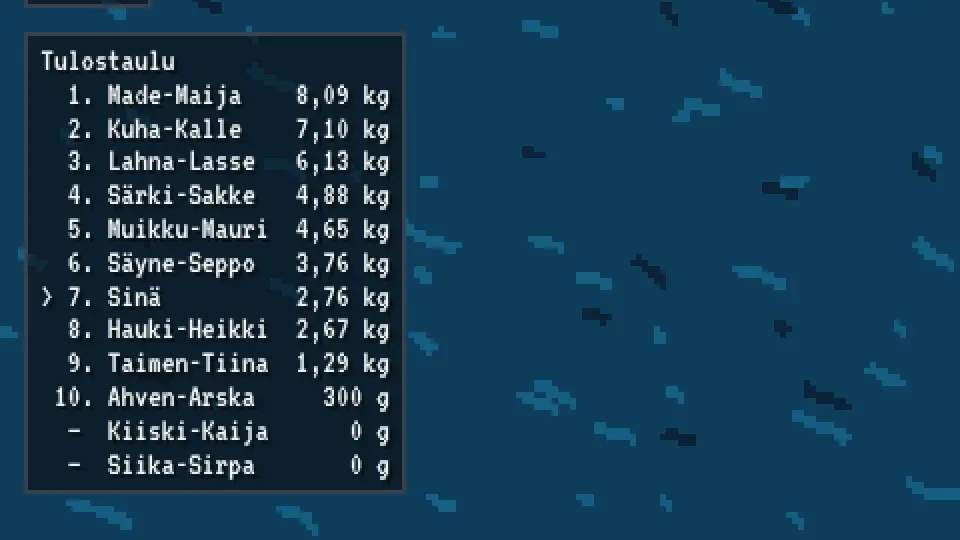 Tulostaulu
1. Made-Maija 8,09 kg
2. Kuha-Kalle 7,10 kg
3. Lahna-Lasse 6,13 kg
4. Särki-Sakke 4,88 kg
5. Muikku-Mauri 4,65 kg
6. Säyne-Seppo 3,76 kg
> 7. Sinä 2,76 kg
8. Hauki-Heikki 2,67 kg
9. Taimen-Tiina 1,29 kg
10. Ahven-Arska 300 g
- Kiiski-Kaija 0 g
- Siika-Sirpa 0 g